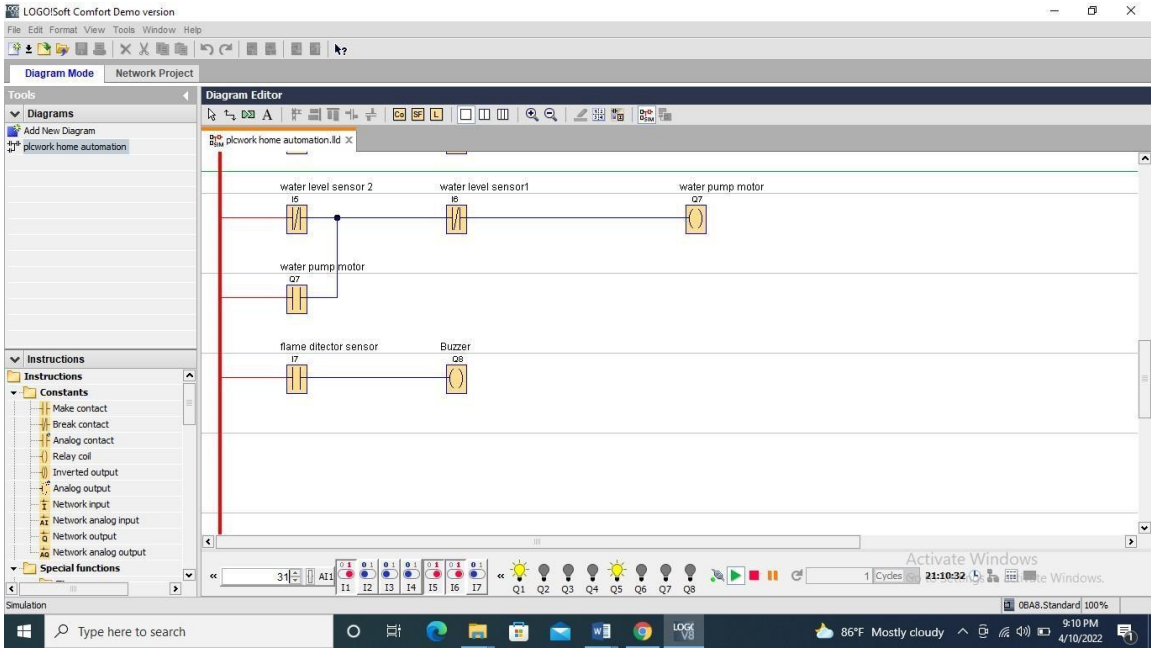 LOGO!Soft Comfort Demo version
File Edit Format View Tools Window Help
Diagram Mode Network Project
Tools
Diagram Editor
Diagrams
Add New Diagram
plcwork home automation
Co SF L
plcwork home automation.lld
water level sensor 2 water level sensor1 water pump motor
I5 I6 Q7
water pump motor
Q7
flame ditector sensor Buzzer
I7 Q8
Instructions
Instructions
Constants
Make contact
Break contact
Analog contact
Relay coil
Inverted output
Analog output
Network input
Network analog input
Network output
Network analog output
Special functions
Activate Windows
31 AI1 I1 I2 I3 I4 I5 I6 I7 Q1 Q2 Q3 Q4 Q5 Q6 Q7 Q8 1 Cycles 21:10:32
Simulation
0BA8.Standard 100%
Type here to search
86°F Mostly cloudy
9:10 PM
4/10/2022